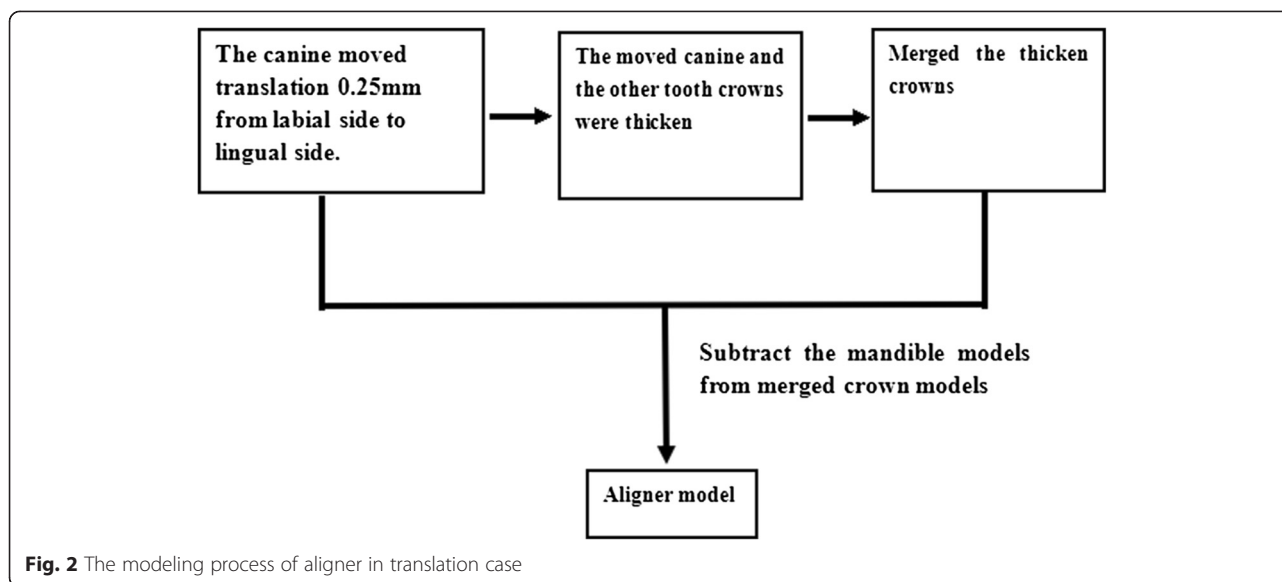 The canine moved
translation 0.25mm
from labial side to
lingual side.
The moved canine and
the other tooth crowns
were thicken
Merged the thicken
crowns
Subtract the mandible models
from merged crown models
Aligner model
Fig. 2 The modeling process of aligner in translation case